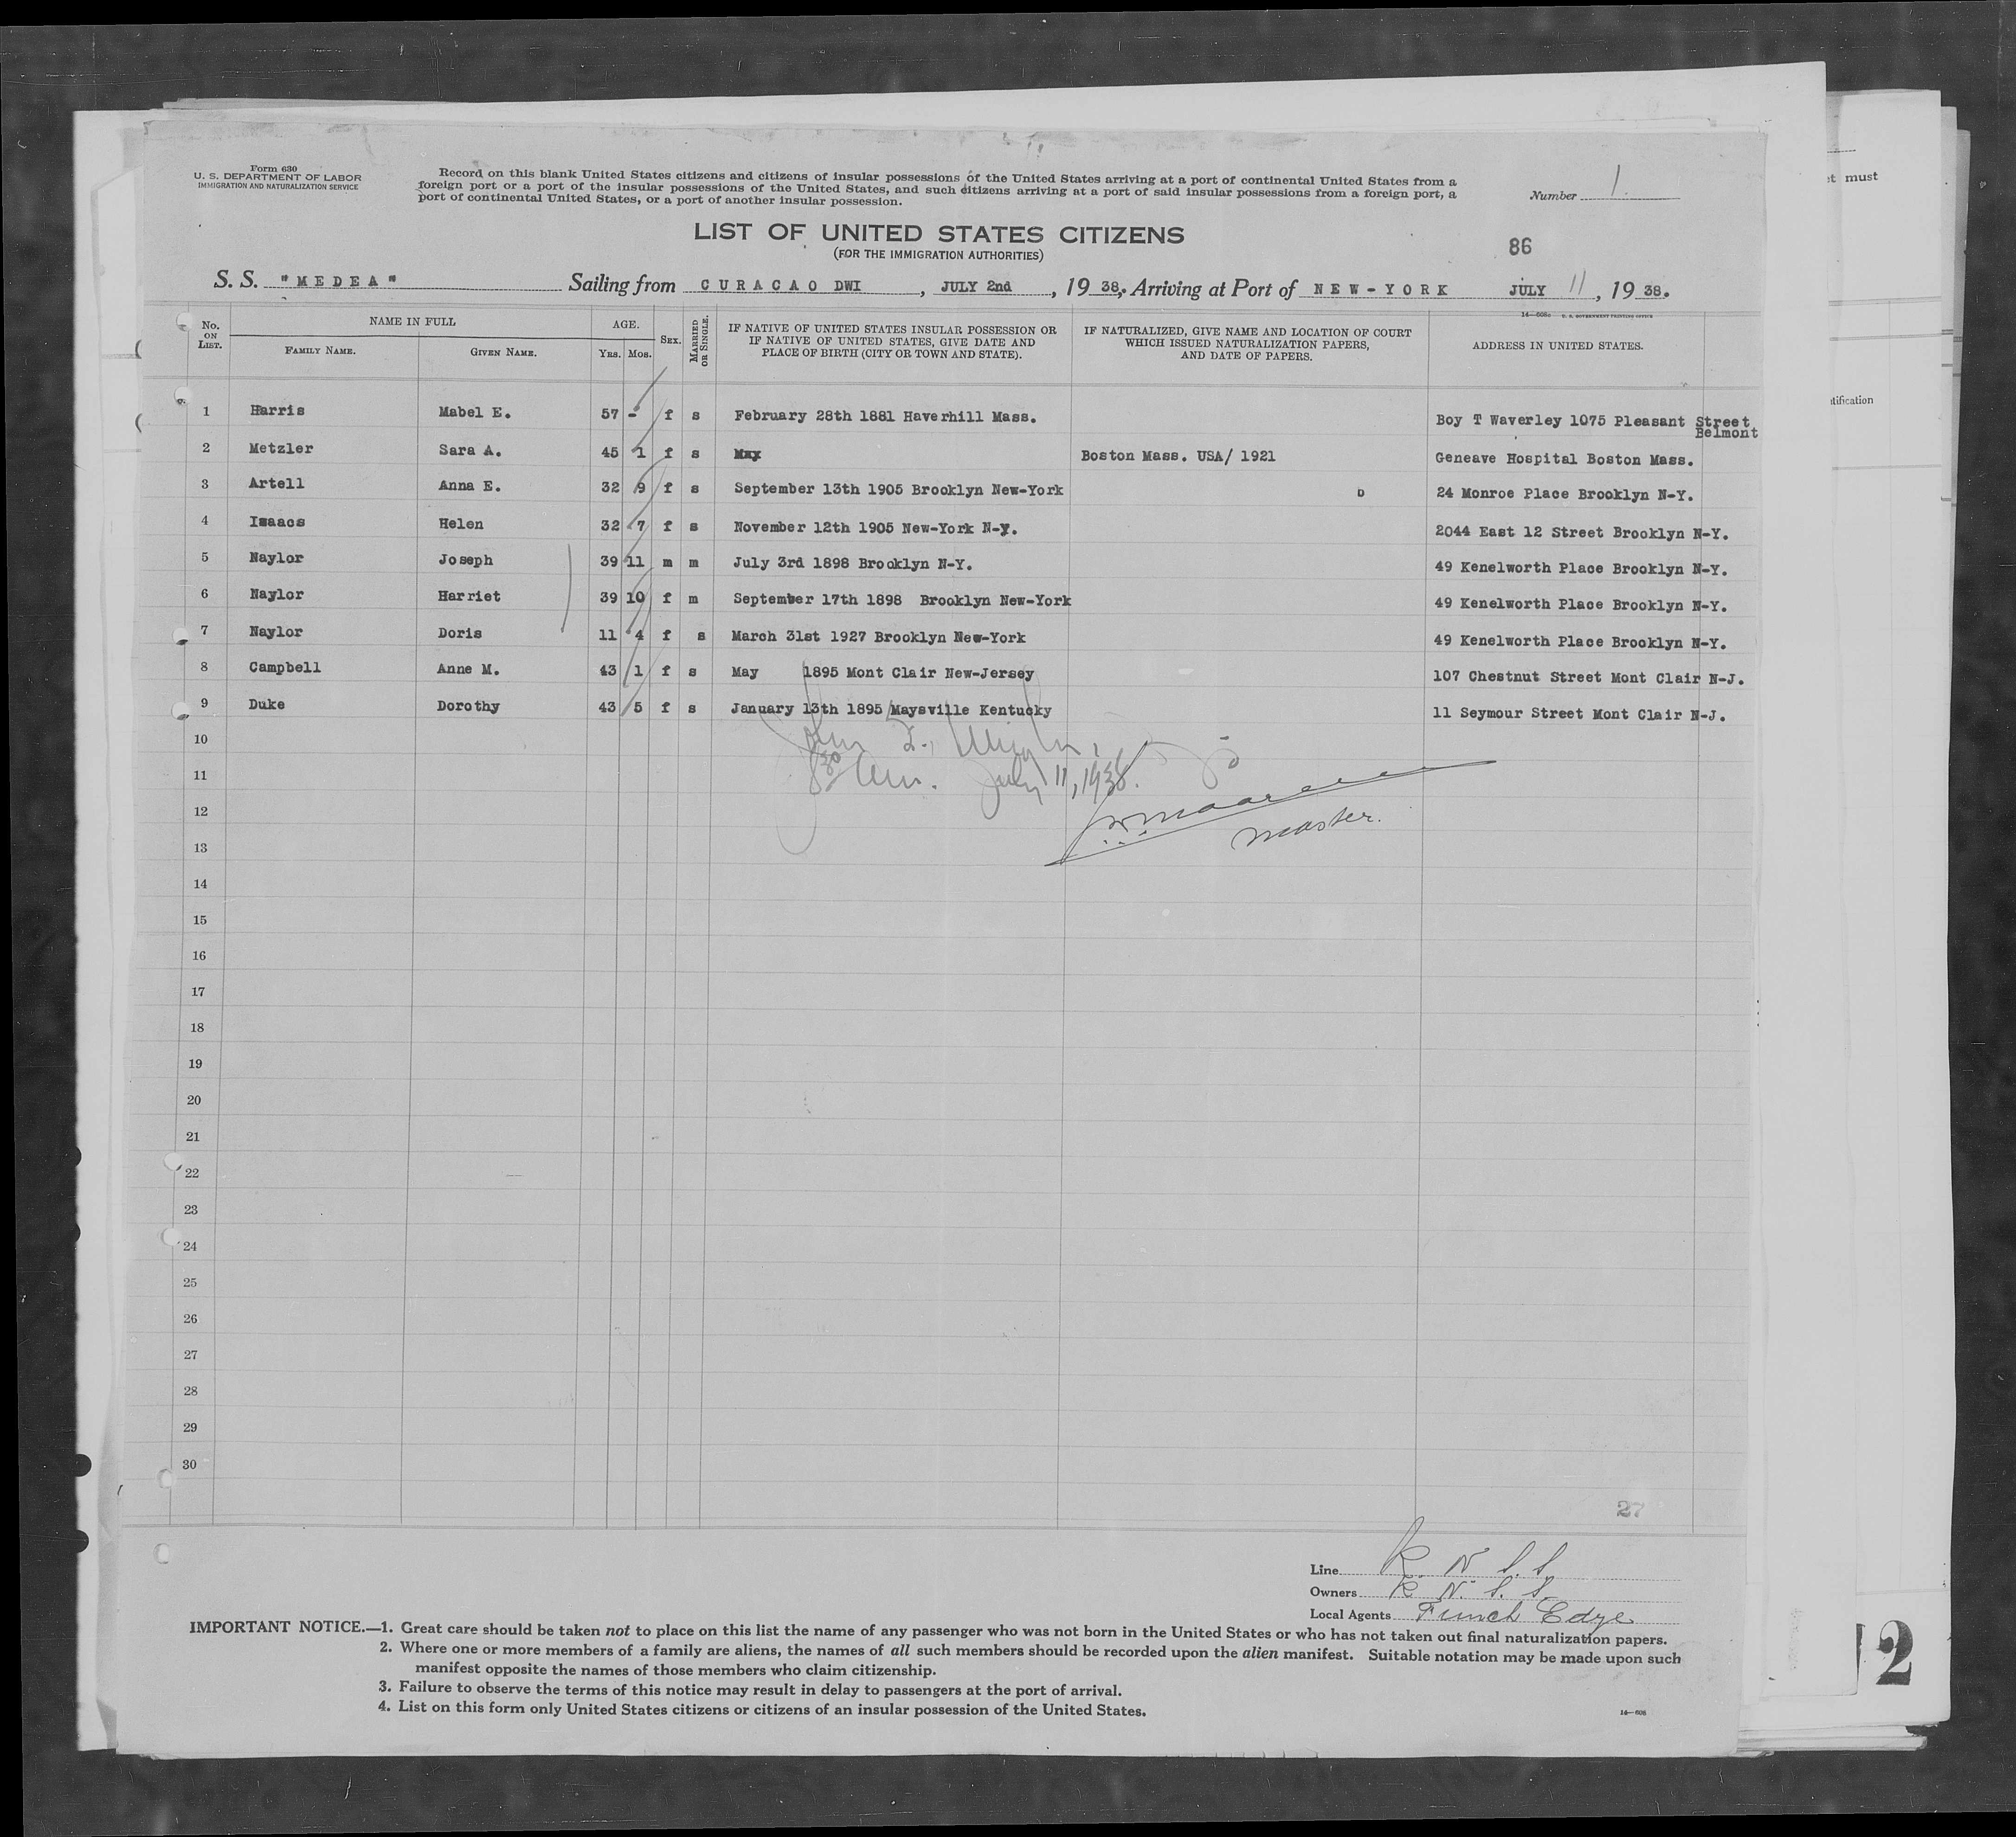 Form 630
U. S. DEPARTMENT OF LABOR
IMMIGRATION AND NATURALIZATION SERVICE
Record on this blank United States citizens and citizens of insular possessions of the United States arriving at a port of continental United States from a
foreign port or a port of the insular possessions of the United States, and such citizens arriving at a port of said insular possessions from a foreign port, a
port of continental United States, or a port of another insular possession.
Number 1.
LIST OF UNITED STATES CITIZENS
(FOR THE IMMIGRATION AUTHORITIES)
86
S. S. "MEDEA" Sailing from CURACAO DWI, JULY 2nd, 19 38, Arriving at Port of NEW-YORK JULY 11, 19 38.
14—608c U. S. GOVERNMENT PRINTING OFFICE
No. ON LIST. NAME IN FULL FAMILY NAME. GIVEN NAME. AGE. YRS. MOS. SEX. MARRIED OR SINGLE. IF NATIVE OF UNITED STATES INSULAR POSSESSION OR IF NATIVE OF UNITED STATES, GIVE DATE AND PLACE OF BIRTH (CITY OR TOWN AND STATE). IF NATURALIZED, GIVE NAME AND LOCATION OF COURT WHICH ISSUED NATURALIZATION PAPERS, AND DATE OF PAPERS. ADDRESS IN UNITED STATES.
1 Harris Mabel E. 57 - f s February 28th 1881 Haverhill Mass. Boy T Waverley 1075 Pleasant Street
Belmont
2 Metzler Sara A. 45 1 f s Boston Mass. USA/ 1921 Geneave Hospital Boston Mass.
3 Artell Anna E. 32 9 f s September 13th 1905 Brooklyn New-York D 24 Monroe Place Brooklyn N-Y.
4 Isaacs Helen 32 7 f s November 12th 1905 New-York N-y. 2044 East 12 Street Brooklyn N-Y.
5 Naylor Joseph 39 11 m m July 3rd 1898 Brooklyn N-Y. 49 Kenelworth Place Brooklyn N-Y.
6 Naylor Harriet 39 10 f m September 17th 1898 Brooklyn New-York 49 Kenelworth Place Brooklyn N-Y.
7 Naylor Doris 11 4 f s March 31st 1927 Brooklyn New-York 49 Kenelworth Place Brooklyn N-Y.
8 Campbell Anne M. 43 1 f s May 1895 Mont Clair New-Jersey 107 Chestnut Street Mont Clair N-J.
9 Duke Dorothy 43 5 f s January 13th 1895 Maysville Kentucky 11 Seymour Street Mont Clair N-J.
10
11 July 11, 1938.
12 Master.
13
14
15
16
17
18
19
20
21
22
23
24
25
26
27
28
29
30
27
Line R. N. S. S.
Owners R. N. S. S.
Local Agents Funch Edye
IMPORTANT NOTICE.—1. Great care should be taken not to place on this list the name of any passenger who was not born in the United States or who has not taken out final naturalization papers.
2. Where one or more members of a family are aliens, the names of all such members should be recorded upon the alien manifest. Suitable notation may be made upon such
manifest opposite the names of those members who claim citizenship.
3. Failure to observe the terms of this notice may result in delay to passengers at the port of arrival.
4. List on this form only United States citizens or citizens of an insular possession of the United States.
14—608
must
2